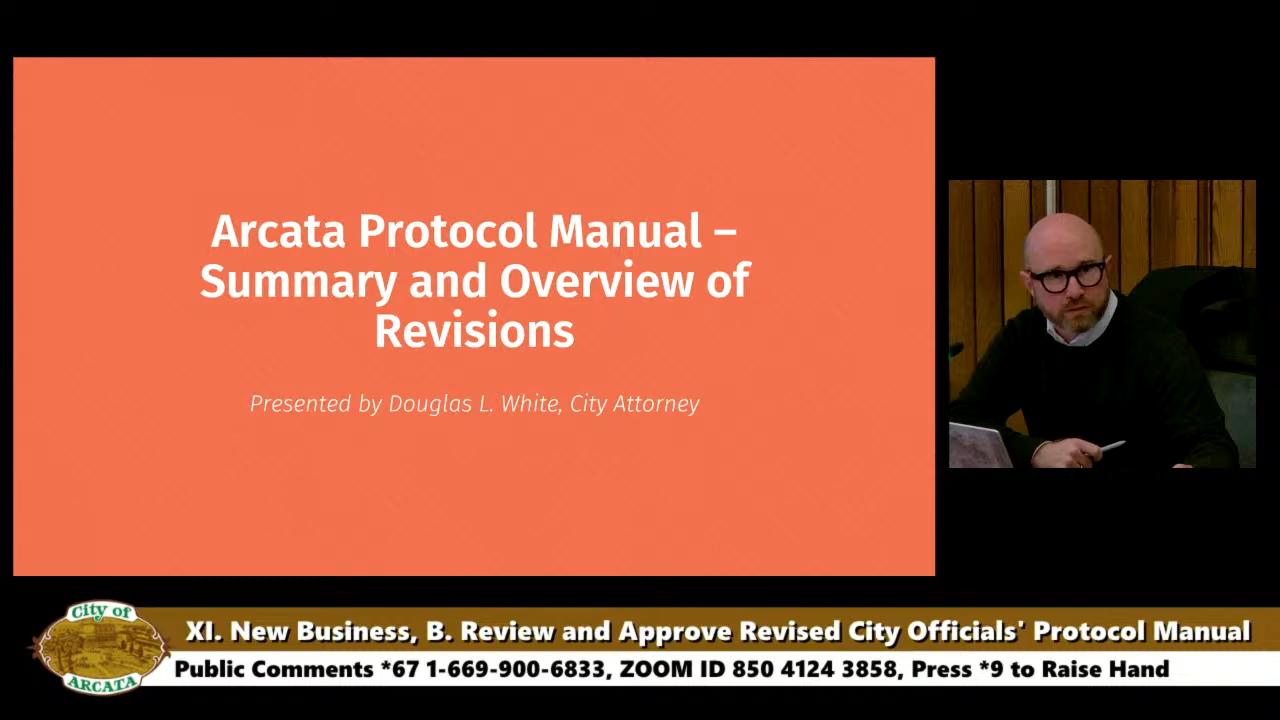 Arcata Protocol Manual –
Summary and Overview of
Revisions
Presented by Douglas L. White, City Attorney
City of
ARCATA
XI. New Business, B. Review and Approve Revised City Officials' Protocol Manual
Public Comments *67 1-669-900-6833, ZOOM ID 850 4124 3858, Press *9 to Raise Hand